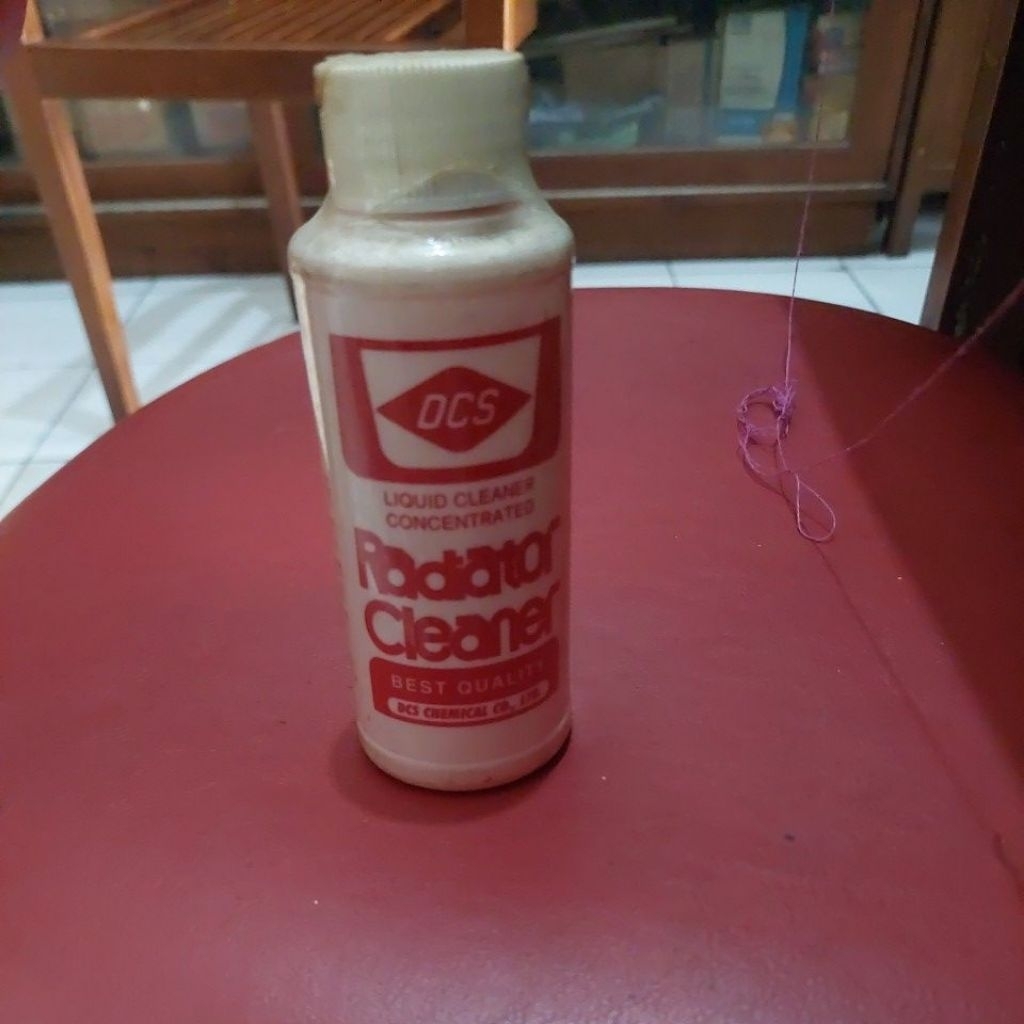 DCS
LIQUID CLEANER
CONCENTRATED
Radiator
Cleaner
BEST QUALITY
DCS CHEMICAL CO., LTD.